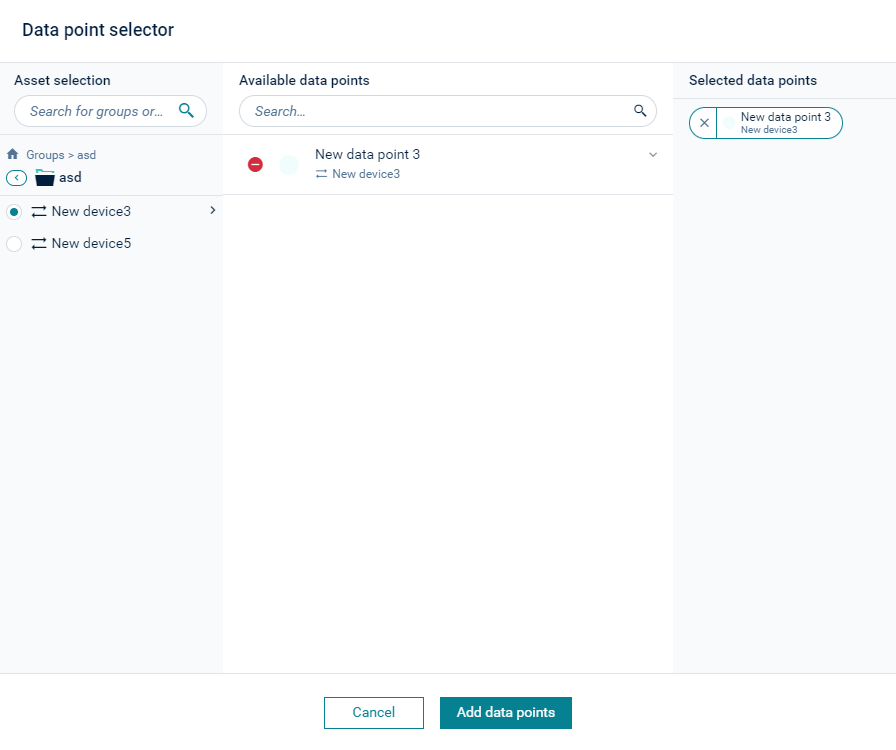 Data point selector
Asset selection
Search for groups or...
Groups > asd
asd
New device3
New device5
Available data points
Search...
New data point 3
New device3
Selected data points
New data point 3
New device3
Cancel
Add data points